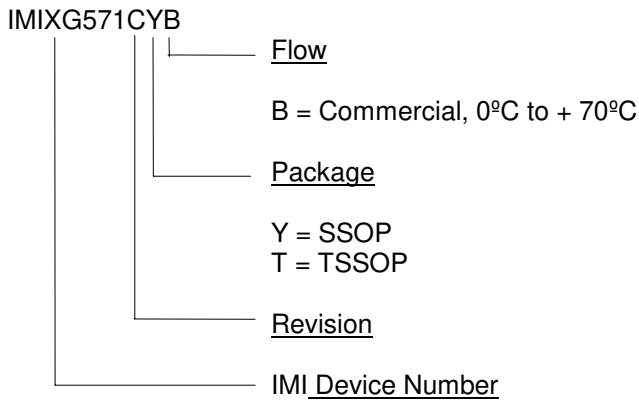 IMIXG571CYB
Flow
B = Commercial, 0ºC to + 70ºC
Package
Y = SSOP
T = TSSOP
Revision
IMI Device Number